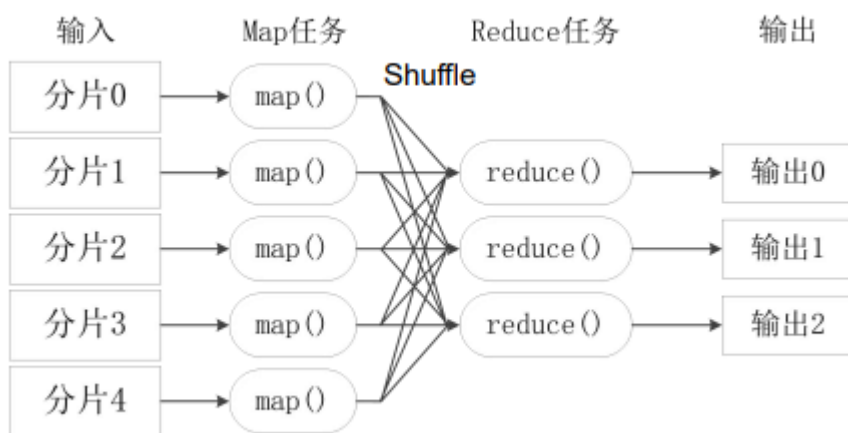 输入 Map任务 Reduce任务 输出
Shuffle
分片0 map()
分片1 map() reduce() 输出0
分片2 map() reduce() 输出1
分片3 map() reduce() 输出2
分片4 map()